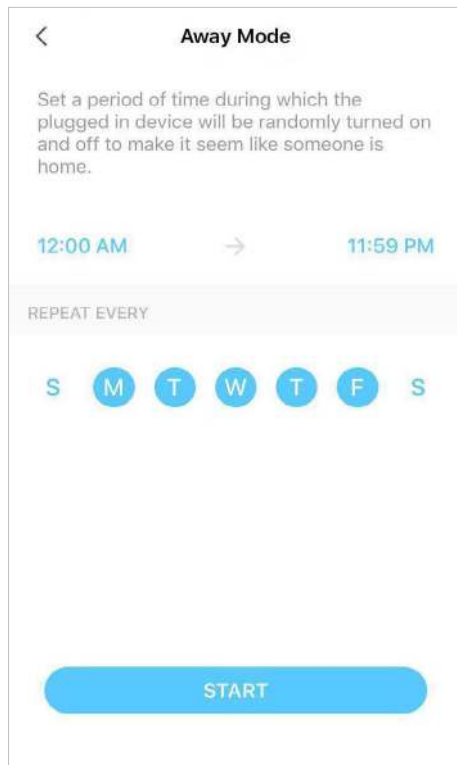 Away Mode
Set a period of time during which the
plugged in device will be randomly turned on
and off to make it seem like someone is
home.
12:00 AM → 11:59 PM
REPEAT EVERY
S M T W T F S
START